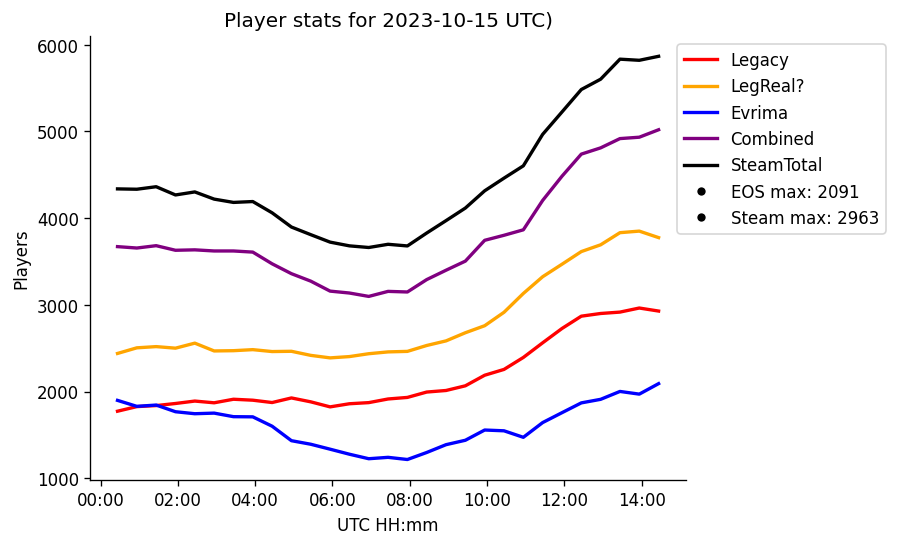 Player stats for 2023-10-15 UTC)
6000
5000
4000
3000
2000
1000
Players
00:00 02:00 04:00 06:00 08:00 10:00 12:00 14:00
UTC HH:mm
Legacy
LegReal?
Evrima
Combined
SteamTotal
EOS max: 2091
Steam max: 2963